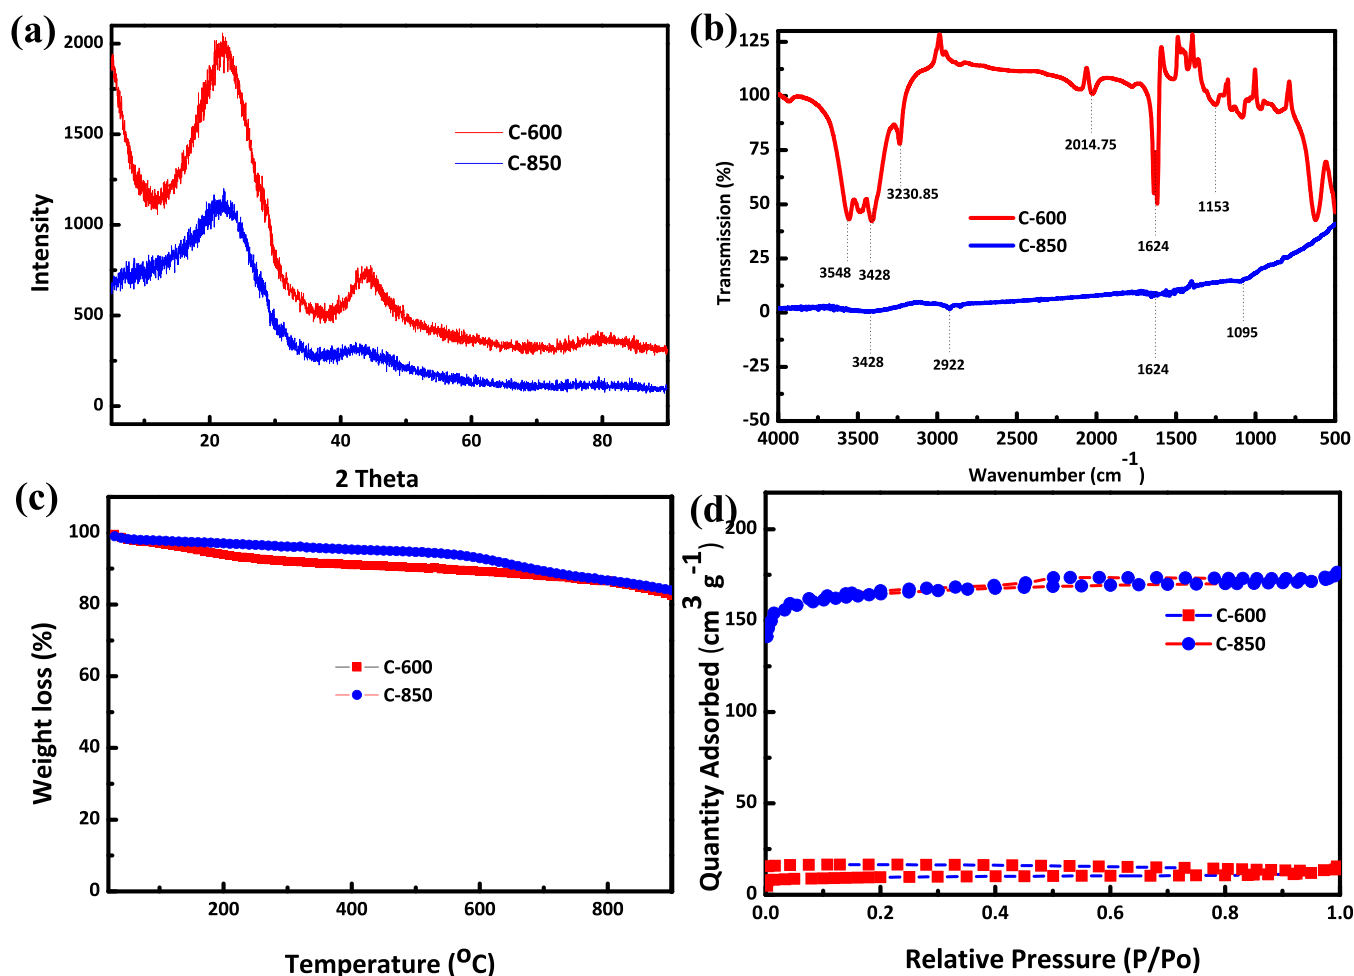 (a)
2000
1500
1000
500
0
Intensity
C-600
C-850
20
40
60
80
2 Theta
(b)
125
100
75
50
25
0
-25
-50
Transmission (%)
3548
3428
3230.85
2014.75
1624
1153
C-600
C-850
3428
2922
1624
1095
4000
3500
3000
2500
2000
1500
1000
500
Wavenumber (cm-1)
(c)
100
80
60
40
20
0
Weight loss (%)
C-600
C-850
200
400
600
800
Temperature (OC)
(d)
200
150
100
50
0
Quantity Adsorbed (cm3 g-1)
C-600
C-850
0.0
0.2
0.4
0.6
0.8
1.0
Relative Pressure (P/Po)